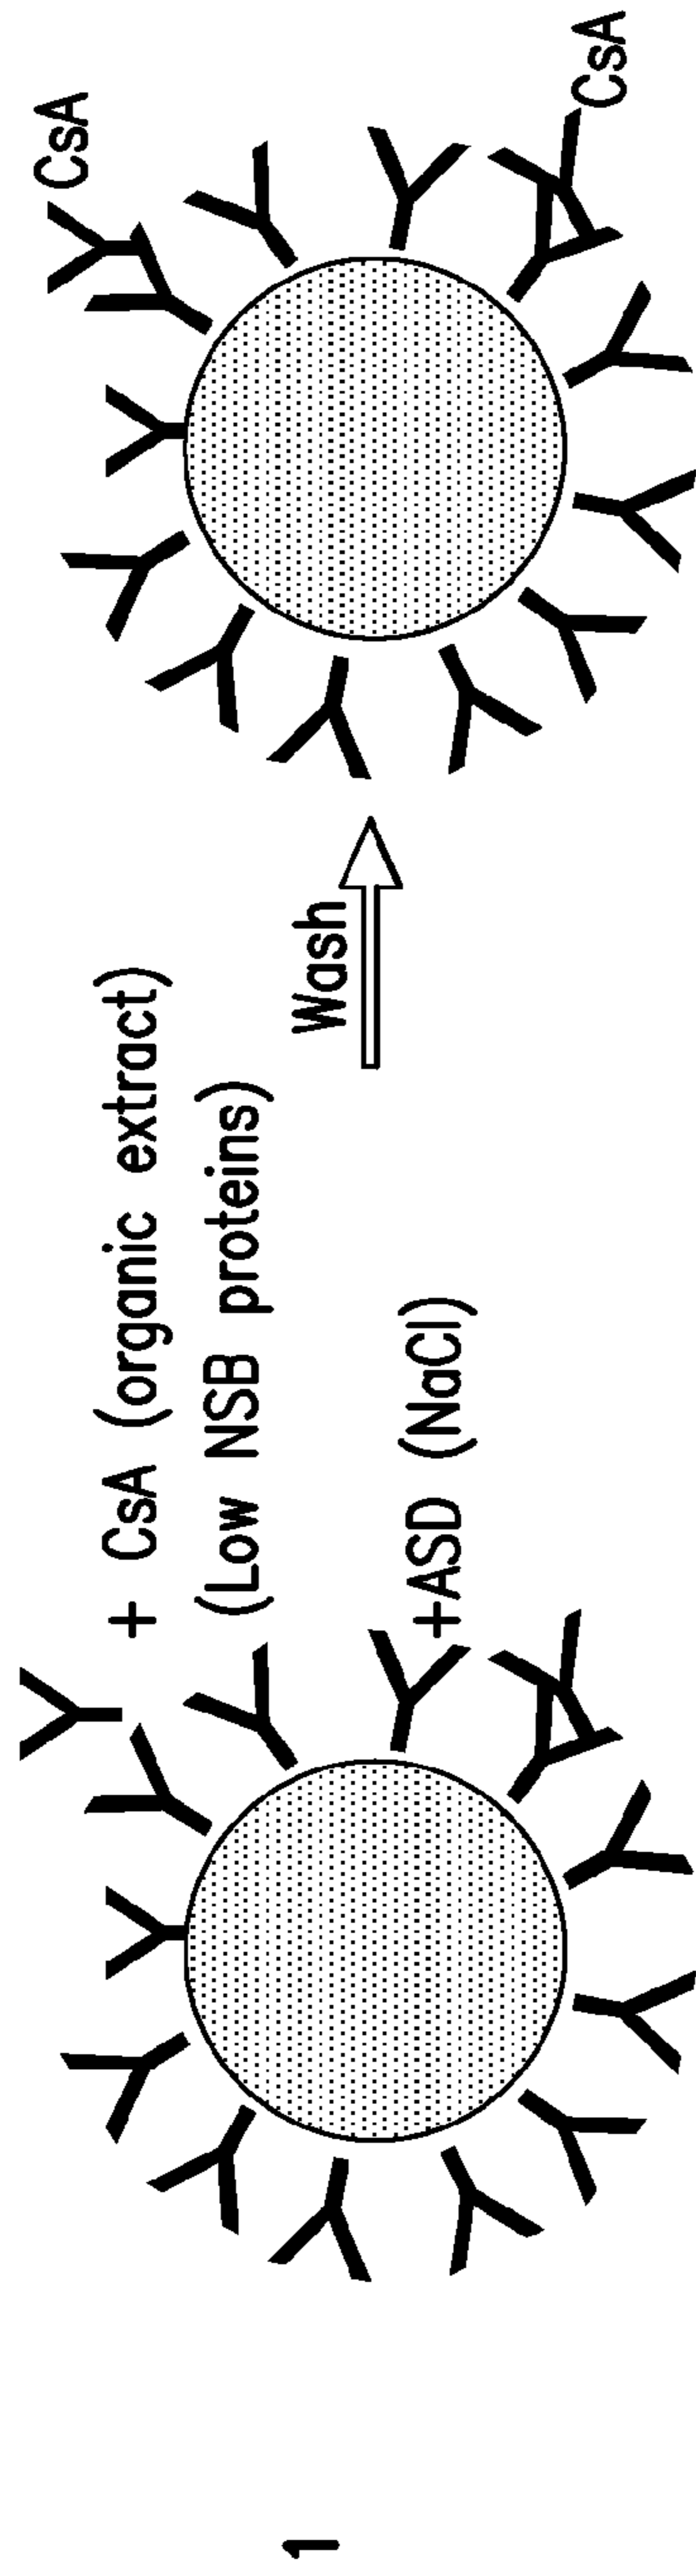 1
+ CsA (organic extract)
(Low NSB proteins)
+ASD (NaCl)
Wash
CsA
CsA